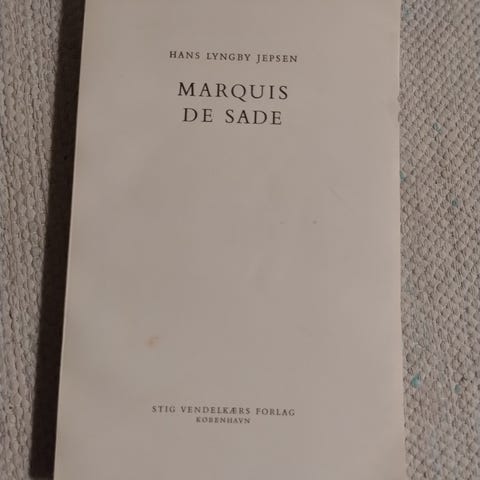 HANS LYNGBY JEPSEN
MARQUIS
DE SADE
STIG VENDELKÆRS FORLAG
KØBENHAVN